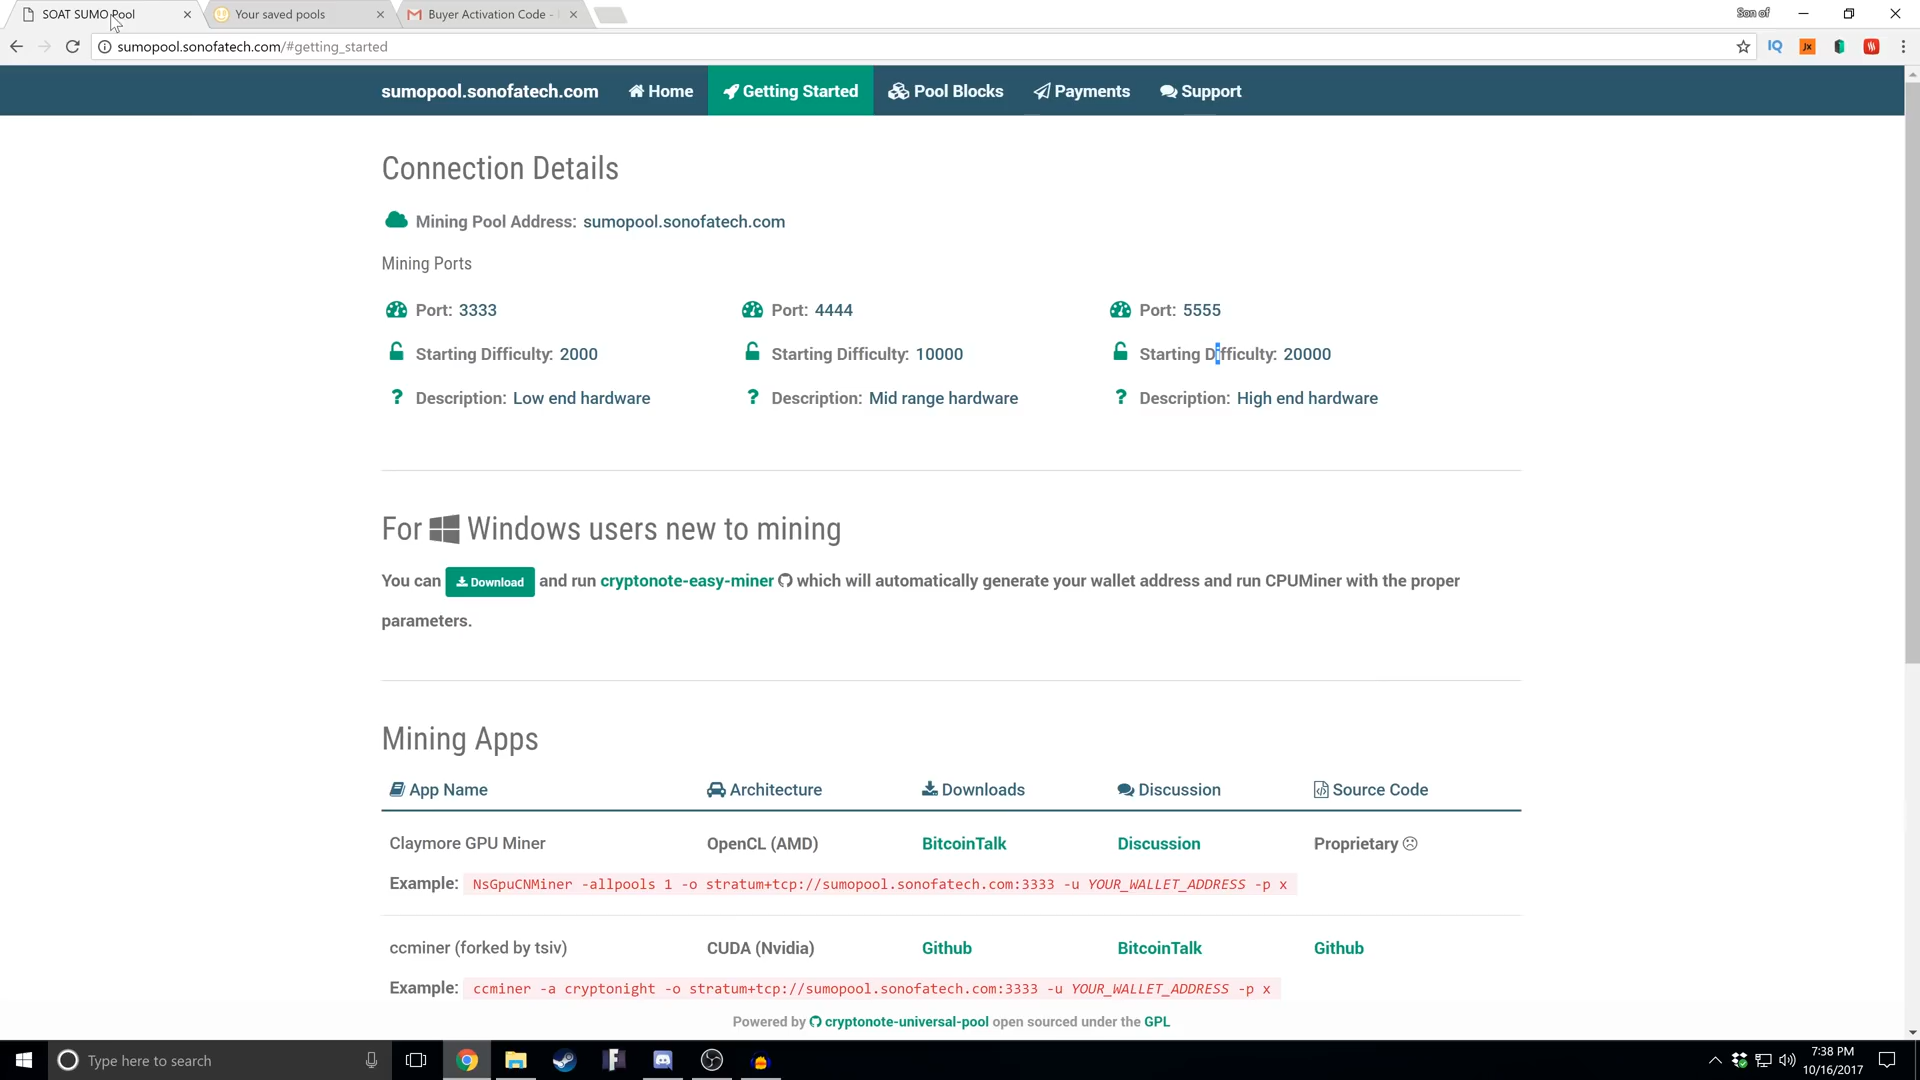 SOAT SUMO Pool
Your saved pools
Buyer Activation Code -
Son of
sumopool.sonofatech.com/#getting_started
sumopool.sonofatech.com Home Getting Started Pool Blocks Payments Support
Connection Details
Mining Pool Address: sumopool.sonofatech.com
Mining Ports
Port: 3333 Port: 4444 Port: 5555
Starting Difficulty: 2000 Starting Difficulty: 10000 Starting Difficulty: 20000
Description: Low end hardware Description: Mid range hardware Description: High end hardware
For Windows users new to mining
You can Download and run cryptonote-easy-miner which will automatically generate your wallet address and run CPUMiner with the proper
parameters.
Mining Apps
App Name Architecture Downloads Discussion Source Code
Claymore GPU Miner OpenCL (AMD) BitcoinTalk Discussion Proprietary
Example: NsGpuCNMiner -allpools 1 -o stratum+tcp://sumopool.sonofatech.com:3333 -u YOUR_WALLET_ADDRESS -p x
ccminer (forked by tsiv) CUDA (Nvidia) Github BitcoinTalk Github
Example: ccminer -a cryptonight -o stratum+tcp://sumopool.sonofatech.com:3333 -u YOUR_WALLET_ADDRESS -p x
Powered by cryptonote-universal-pool open sourced under the GPL
Type here to search
7:38 PM
10/16/2017